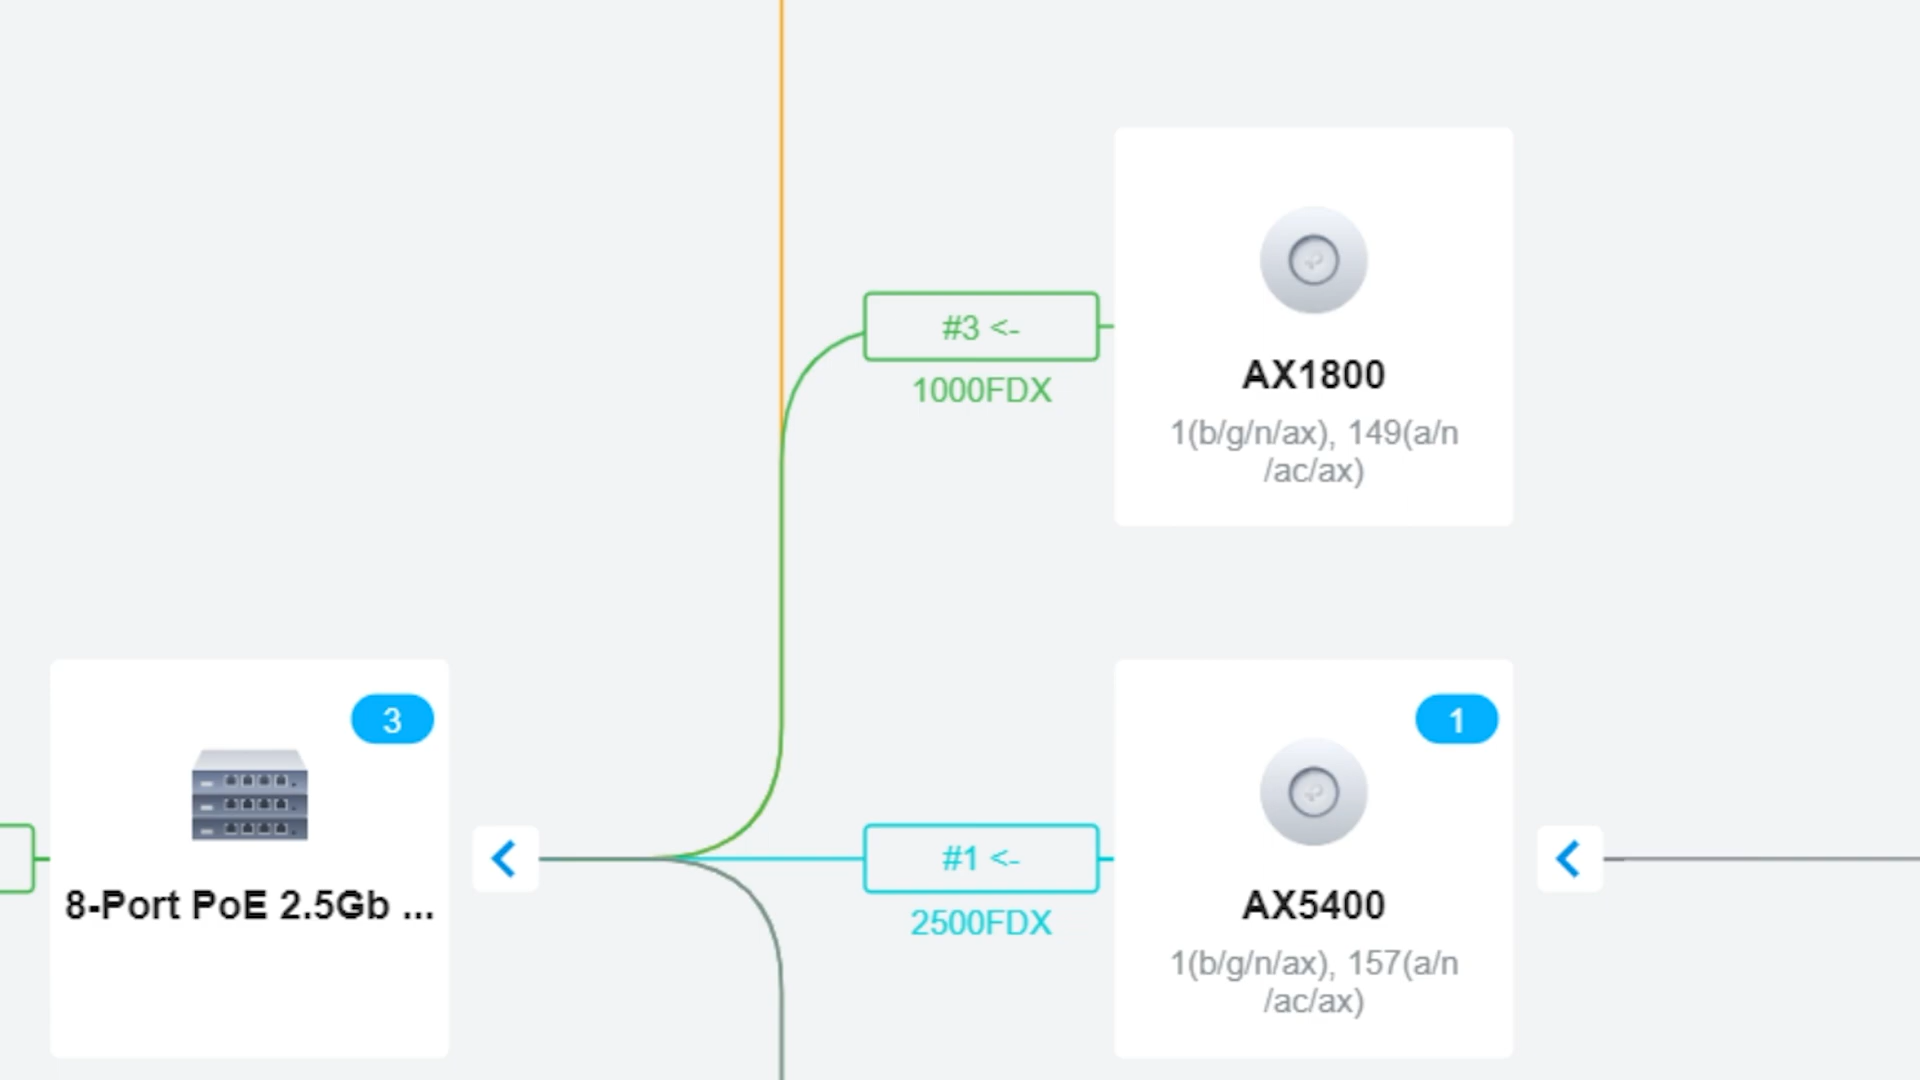 #3 <-
1000FDX
AX1800
1(b/g/n/ax), 149(a/n
/ac/ax)
3
8-Port PoE 2.5Gb ...
#1 <-
2500FDX
1
AX5400
1(b/g/n/ax), 157(a/n
/ac/ax)